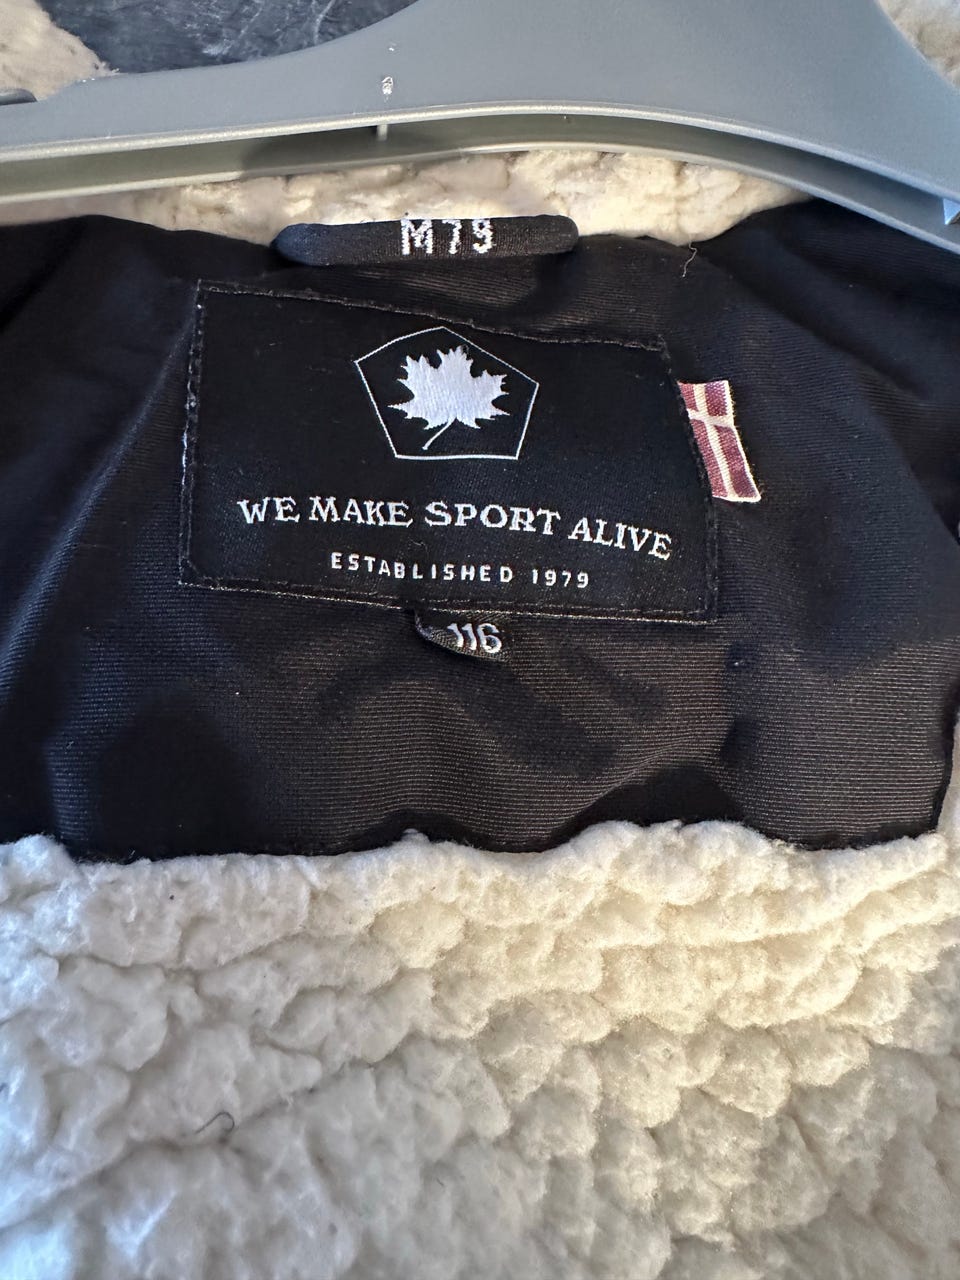 M79
WE MAKE SPORT ALIVE
ESTABLISHED 1979
116